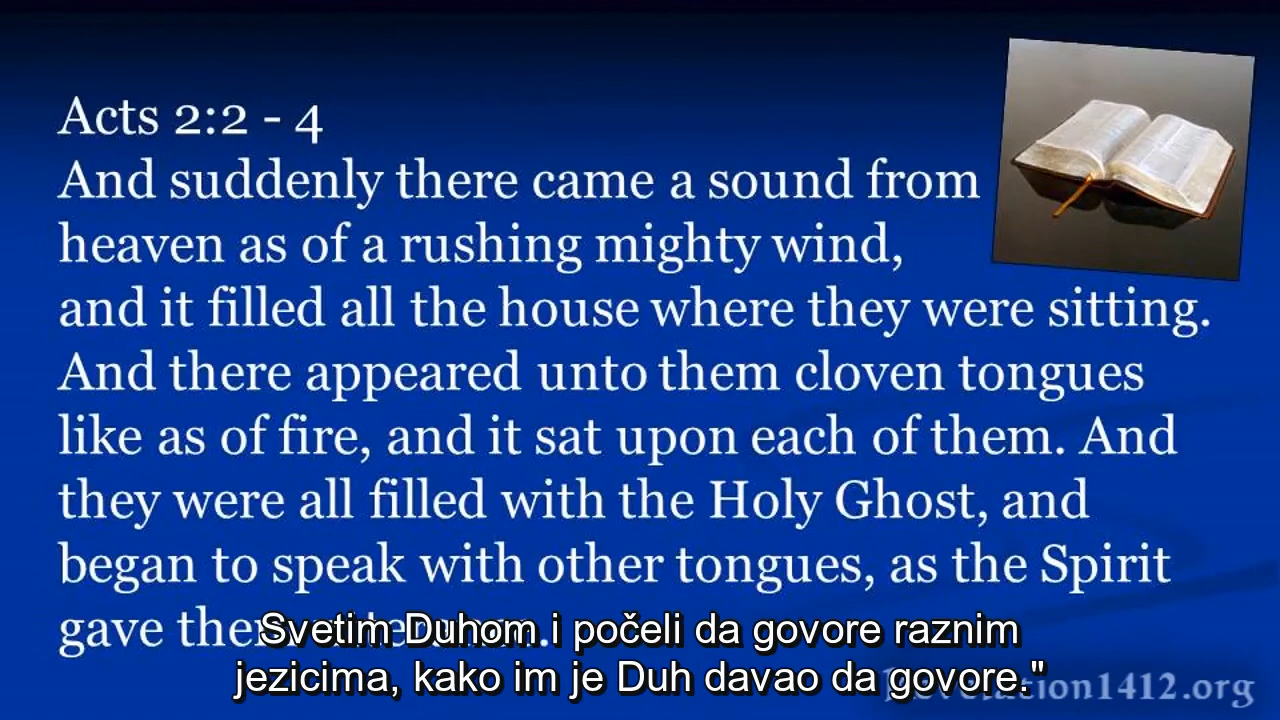 Acts 2:2 - 4
And suddenly there came a sound from
heaven as of a rushing mighty wind,
and it filled all the house where they were sitting.
And there appeared unto them cloven tongues
like as of fire, and it sat upon each of them. And
they were all filled with the Holy Ghost, and
began to speak with other tongues, as the Spirit
gave them
Svetim Duhom i počeli da govore raznim
jezicima, kako im je Duh davao da govore."
Revelation1412.org